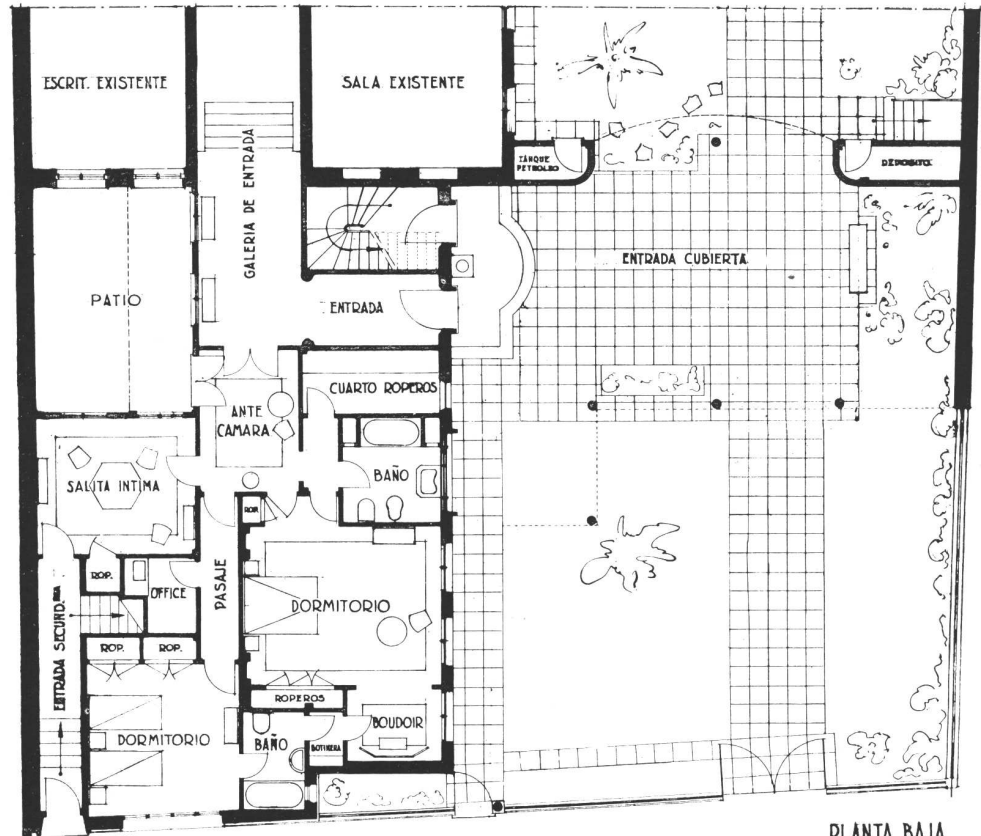 ESCRIT. EXISTENTE
SALA EXISTENTE
GALERIA DE ENTRADA
TANQUE
PETROLEO
DEPOSITO.
PATIO
ENTRADA
ENTRADA CUBIERTA
CUARTO ROPEROS
ANTE
CAMARA
SALITA INTIMA
BAÑO
ROP.
ROP.
OFFICE
PASAJE
DORMITORIO
ENTRADA SECUND.RIA
ROP.
ROP.
ROPEROS
DORMITORIO
BAÑO
BOTINERA
BOUDOIR
PLANTA BAJA